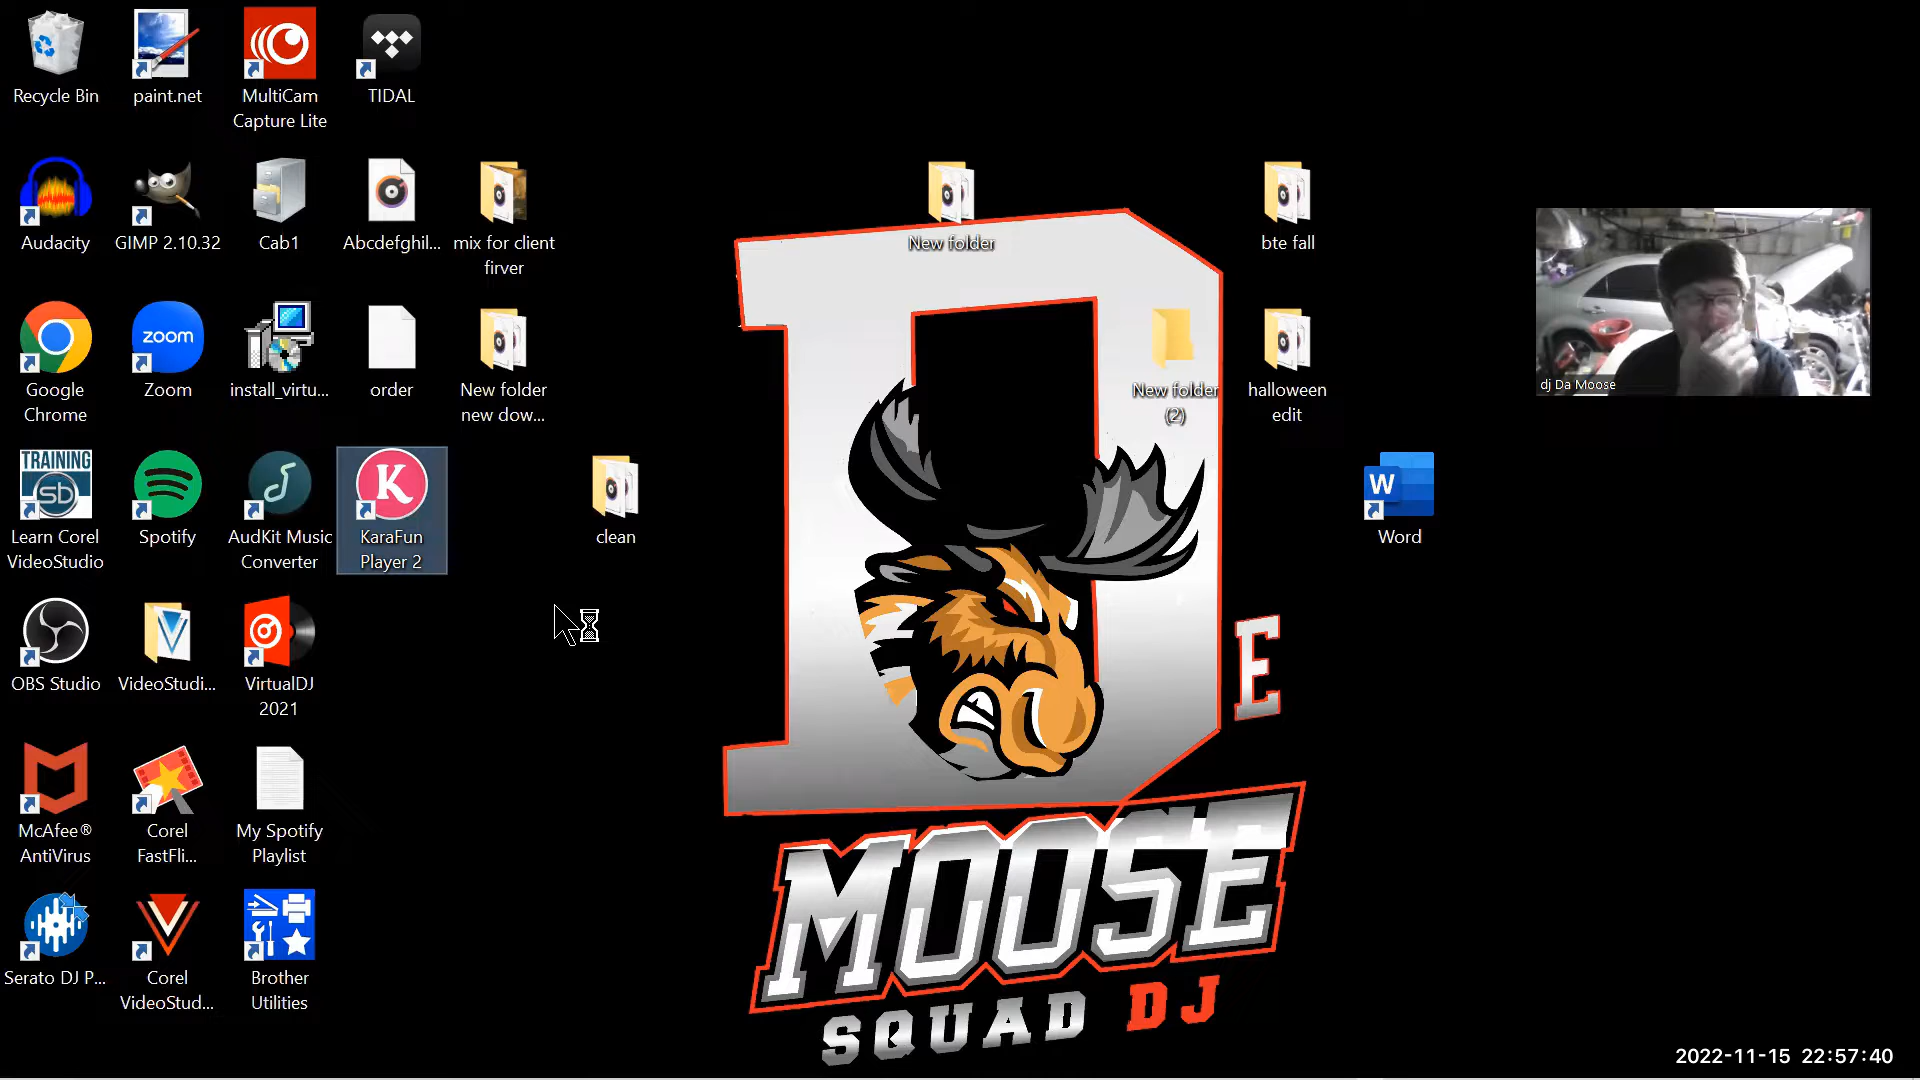 Recycle Bin
paint.net
MultiCam
Capture Lite
TIDAL
Audacity
GIMP 2.10.32
Cab1
Abcdefghil...
mix for client
firver
New folder
bte fall
Google
Chrome
zoom
Zoom
install_virtu...
order
New folder
new dow...
New folder
(2)
halloween
edit
dj Da Moose
TRAINING
sb
Learn Corel
VideoStudio
Spotify
AudKit Music
Converter
K
KaraFun
Player 2
clean
W
Word
OBS Studio
VideoStudi...
VirtualDJ
2021
D
E
McAfee®
AntiVirus
Corel
FastFli...
My Spotify
Playlist
MOOSE
SQUAD DJ
Serato DJ P...
Corel
VideoStud...
Brother
Utilities
2022-11-15 22:57:40